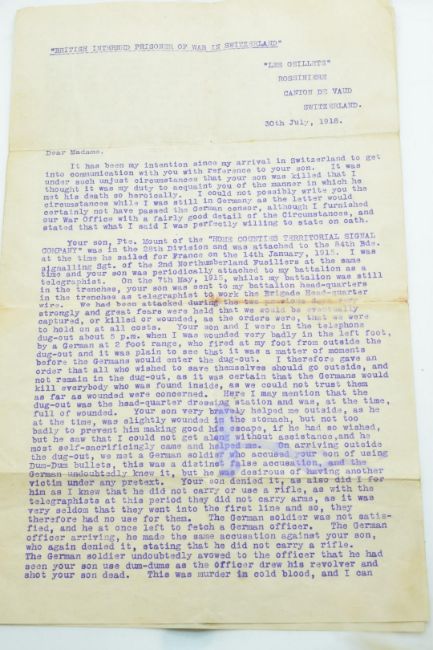 "BRITISH INTERNED PRISONER OF WAR IN SWITZERLAND"
"LES OEILLETS"
ROSSINIERE
CANTON DE VAUD
SWITZERLAND.
30th July, 1918.
Dear Madame,
It has been my intention since my arrival in Switzerland to get
into communication with you with reference to your son. It was
under such unjust circumstances that your son was killed that I
thought it was my duty to acquaint you of the manner in which he
met his death so heroically. I could not possibly write you the
circumstances while I was still in Germany as the letter would
certainly not have passed the German censor, although I furnished
our War Office with a fairly good detail of the Circumstances, and
stated that what I said I was perfectly willing to state on oath.
Your son, Pte. Mount of the "HOME COUNTIES TERRITORIAL SIGNAL
COMPANY" was in the 28th Division and was attached to the 84th Bde.
at the time he sailed for France on the 14th January, 1915. I was
signalling Sgt. of the 2nd Northumberland Fusiliers at the same
time and your son was periodically attached to my battalion as a
telegraphist. On the 7th May, 1915, whilst my battalion was still
in the trenches, your son was sent to my battalion head-quarters
in the trenches as telegraphist to work the Brigade Head-quarter
wire. We had been attacked during the two previous days
strongly and great fears were held that we would be eventually
captured, or killed or wounded, as the orders were, that we were
to hold on at all costs. Your son and I were in the telephone
dug-out about 5 p.m. when I was wounded very badly in the left foot,
by a German at 2 foot range, who fired at my foot from outside the
dug-out and it was plain to see that it was a matter of moments
before the Germans would enter the dug-out. I therefore gave an
order that all who wished to save themselves should go outside, and
not remain in the dug-out, as it was certain that the Germans would
kill everybody who was found inside, as we could not trust them
as far as wounded were concerned. Here I may mention that the
dug-out was the head-quarter dressing station and was, at the time,
full of wounded. Your son very bravely helped me outside, as he
at the time, was slightly wounded in the stomach, but not too
badly to prevent him making good his escape, if he had so wished,
but he saw that I could not get along without assistance,and he
most self-sacrificingly came and helped me. On arriving outside
the dug-out, we met a German soldier who accused your son of using
Dum-Dum bullets, this was a distinct false accusation, and the
German undoubtedly knew it, but he was desirous of having another
victim under any pretext. Your son denied it, as also did I for
him as I knew that he did not carry or use a rifle, as with the
telegraphists at this period they did not carry arms, as it was
very seldom that they went into the first line and so, they
therefore had no use for them. The German soldier was not satis-
fied, and he at once left to fetch a German officer. The German
officer arriving, he made the same accusation against your son,
who again denied it, stating that he did not carry a rifle.
The German soldier undoubtedly avowed to the officer that he had
seen your son use dum-dums as the officer drew his revolver and
shot your son dead. This was murder in cold blood, and I can